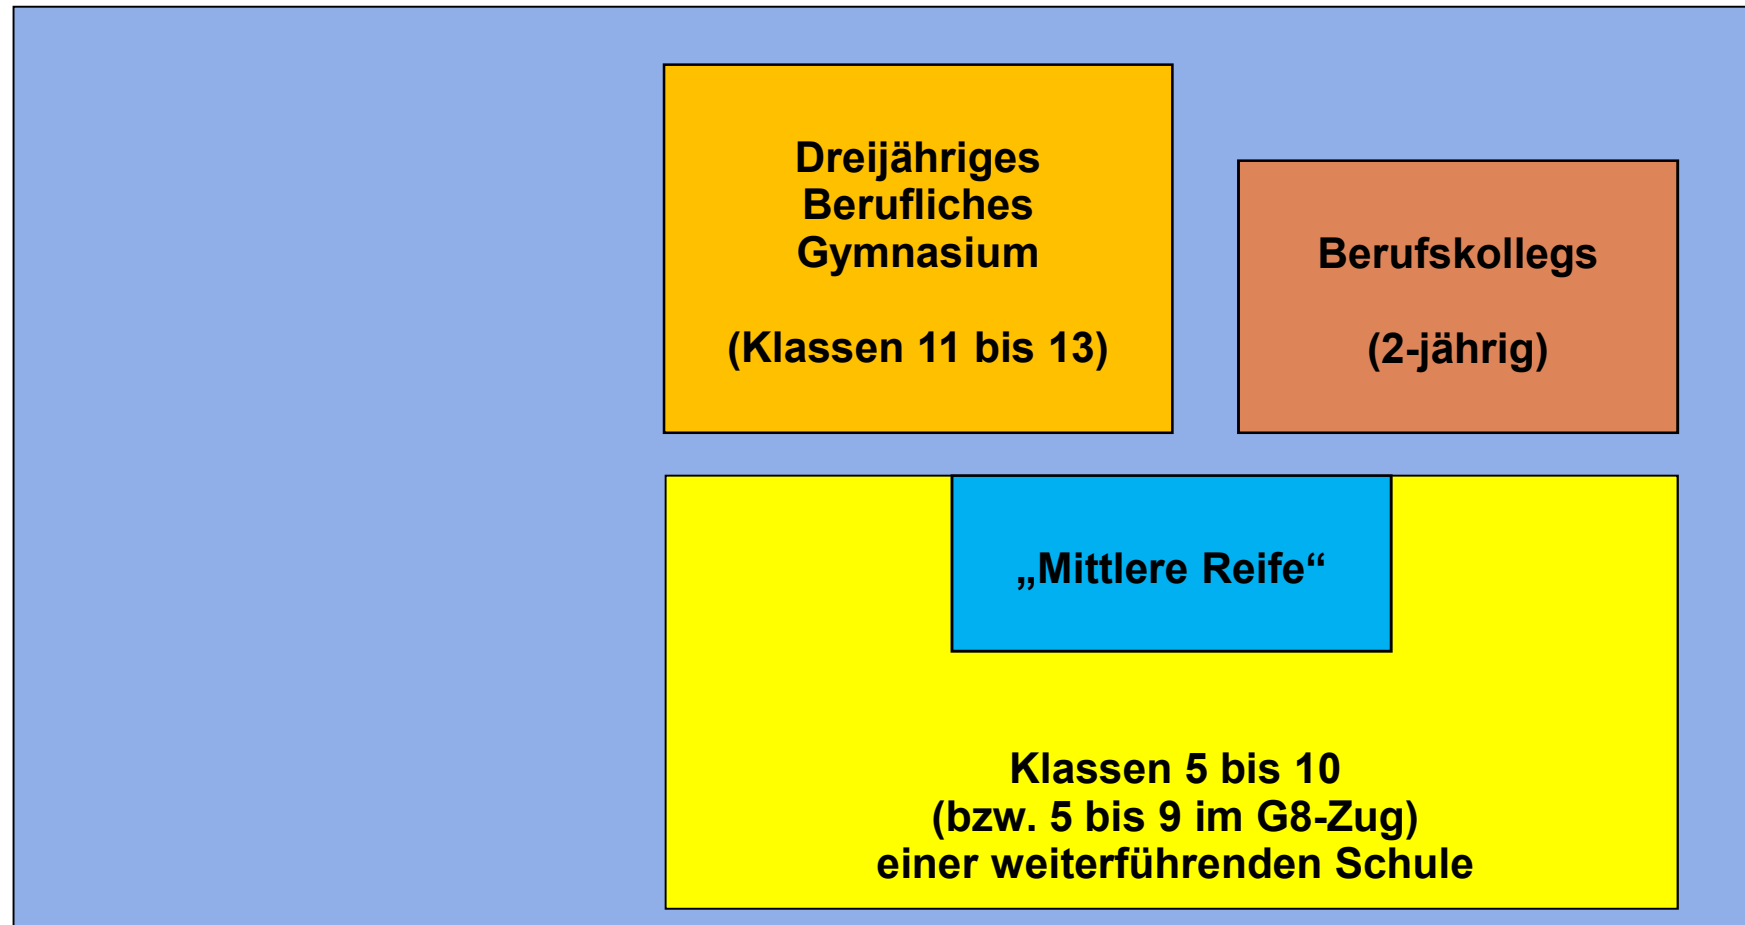 Dreijähriges
Berufliches
Gymnasium
(Klassen 11 bis 13)
Berufskollegs
(2-jährig)
„Mittlere Reife“
Klassen 5 bis 10
(bzw. 5 bis 9 im G8-Zug)
einer weiterführenden Schule